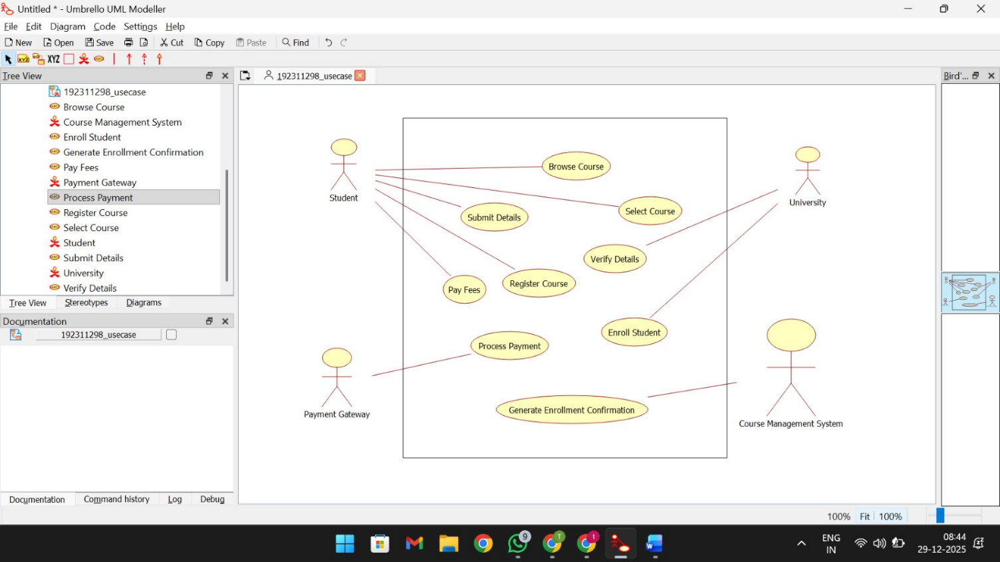 Untitled * - Umbrello UML Modeller
File Edit Diagram Code Settings Help
New Open Save Cut Copy Paste Find
XYZ XYZ
Tree View
192311298_usecase
Browse Course
Course Management System
Enroll Student
Generate Enrollment Confirmation
Pay Fees
Payment Gateway
Process Payment
Register Course
Select Course
Student
Submit Details
University
Verify Details
Tree View Stereotypes Diagrams
Documentation
192311298_usecase
Documentation Command history Log Debug
192311298_usecase
Student
Browse Course
Select Course
Submit Details
University
Verify Details
Pay Fees
Register Course
Enroll Student
Process Payment
Payment Gateway
Generate Enrollment Confirmation
Course Management System
Bird'...
100% Fit 100%
9
T
t
W
ENG
IN
08:44
29-12-2025